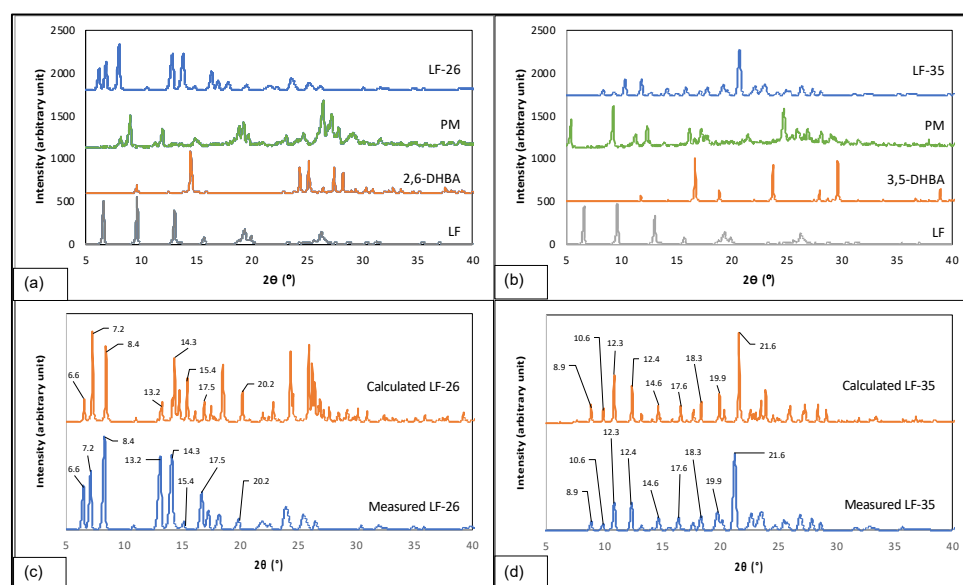 2500
2000
1500
1000
500
0
Intensity (arbitrary unit)
LF-26
PM
2,6-DHBA
LF
5 10 15 20 25 30 35 40
2Θ (°)
(a)
2500
2000
1500
1000
500
0
Intensity (arbitrary unit)
LF-35
PM
3,5-DHBA
LF
5 10 15 20 25 30 35 40
2Θ (°)
(b)
Intensity (arbitrary unit)
6.6
7.2
8.4
13.2
14.3
15.4
17.5
20.2
Calculated LF-26
6.6
7.2
8.4
13.2
14.3
15.4
17.5
20.2
Measured LF-26
5 10 15 20 25 30 35 40
2Θ (°)
(c)
Intensity (arbitrary unit)
8.9
10.6
12.3
12.4
14.6
17.6
18.3
19.9
21.6
Calculated LF-35
8.9
10.6
12.3
12.4
14.6
17.6
18.3
19.9
21.6
Measured LF-35
5 10 15 20 25 30 35 40
2Θ (°)
(d)